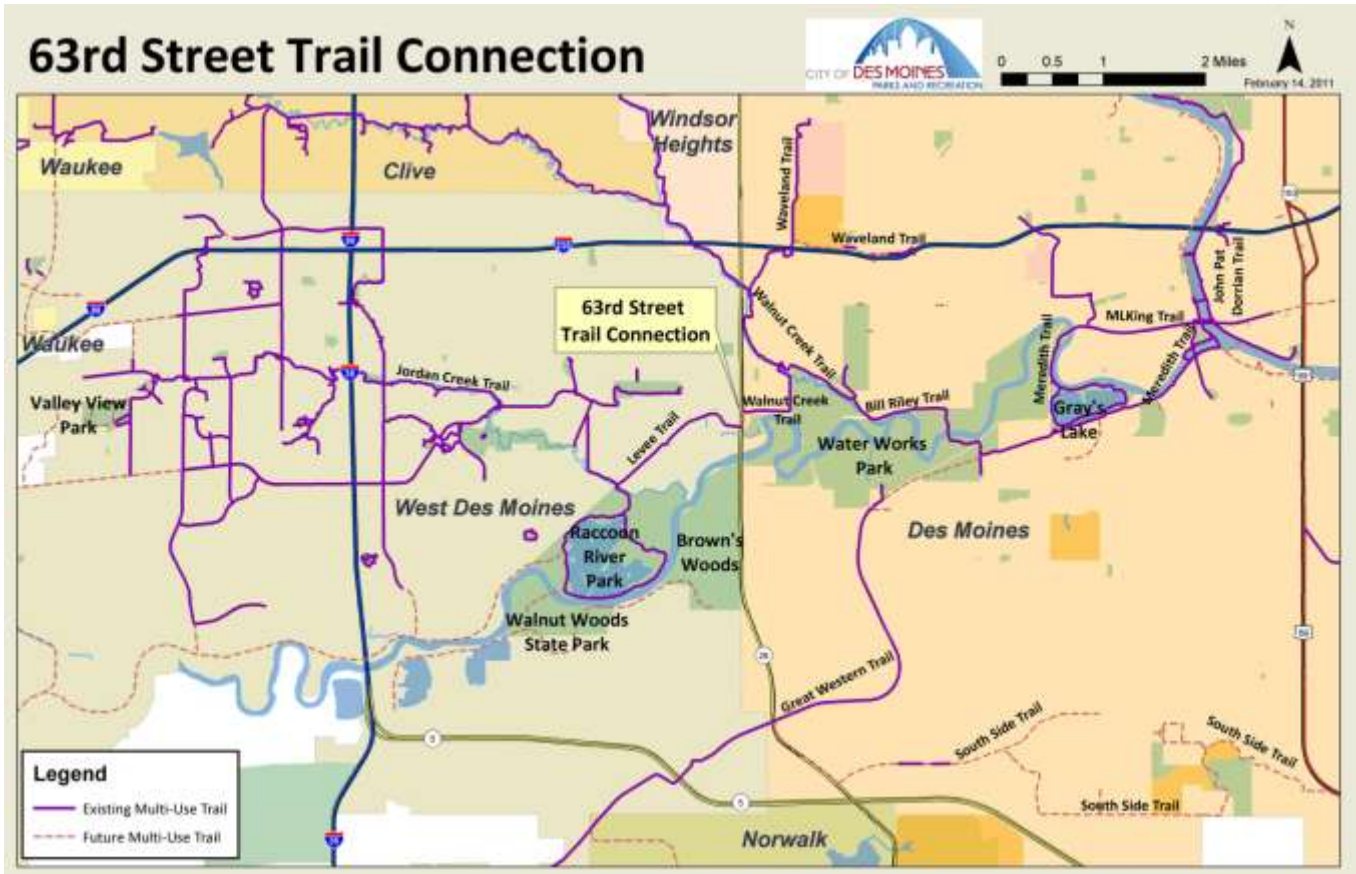 63rd Street Trail Connection
CITY OF DES MOINES
PARKS AND RECREATION
0 0.5 1 2 Miles
N
February 14, 2011
Windsor
Heights
Waukee
Clive
Waveland Trail
Waveland Trail
John Pat
Dorrian Trail
63rd Street
Trail Connection
Walnut Creek Trail
MLKing Trail
Meredith Trail
Meredith Trail
Waukee
Jordan Creek Trail
Valley View
Park
Walnut Creek
Trail
Bill Riley Trail
Gray's
Lake
Levee Trail
Water Works
Park
West Des Moines
Des Moines
Raccoon
River
Park
Brown's
Woods
Walnut Woods
State Park
28
Great Western Trail
5
5
South Side Trail
South Side Trail
South Side Trail
Norwalk
Legend
Existing Multi-Use Trail
Future Multi-Use Trail